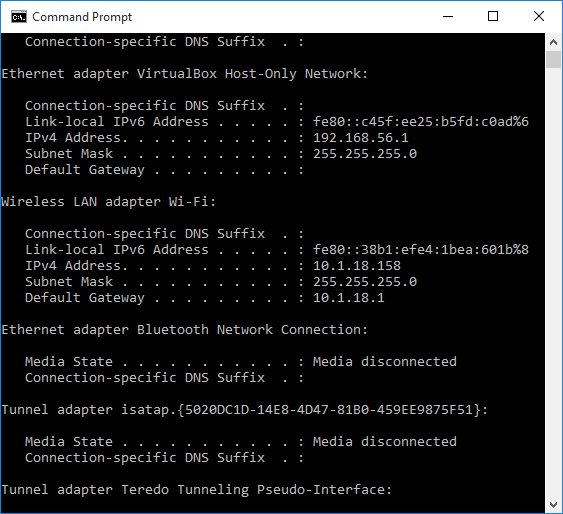 Command Prompt
Connection-specific DNS Suffix  . :
Ethernet adapter VirtualBox Host-Only Network:
Connection-specific DNS Suffix  . :
Link-local IPv6 Address . . . . . : fe80::c45f:ee25:b5fd:c0ad%6
IPv4 Address. . . . . . . . . . . : 192.168.56.1
Subnet Mask . . . . . . . . . . . : 255.255.255.0
Default Gateway . . . . . . . . . :
Wireless LAN adapter Wi-Fi:
Connection-specific DNS Suffix  . :
Link-local IPv6 Address . . . . . : fe80::38b1:efe4:1bea:601b%8
IPv4 Address. . . . . . . . . . . : 10.1.18.158
Subnet Mask . . . . . . . . . . . : 255.255.255.0
Default Gateway . . . . . . . . . : 10.1.18.1
Ethernet adapter Bluetooth Network Connection:
Media State . . . . . . . . . . . : Media disconnected
Connection-specific DNS Suffix  . :
Tunnel adapter isatap.{5020DC1D-14E8-4D47-81B0-459EE9875F51}:
Media State . . . . . . . . . . . : Media disconnected
Connection-specific DNS Suffix  . :
Tunnel adapter Teredo Tunneling Pseudo-Interface: